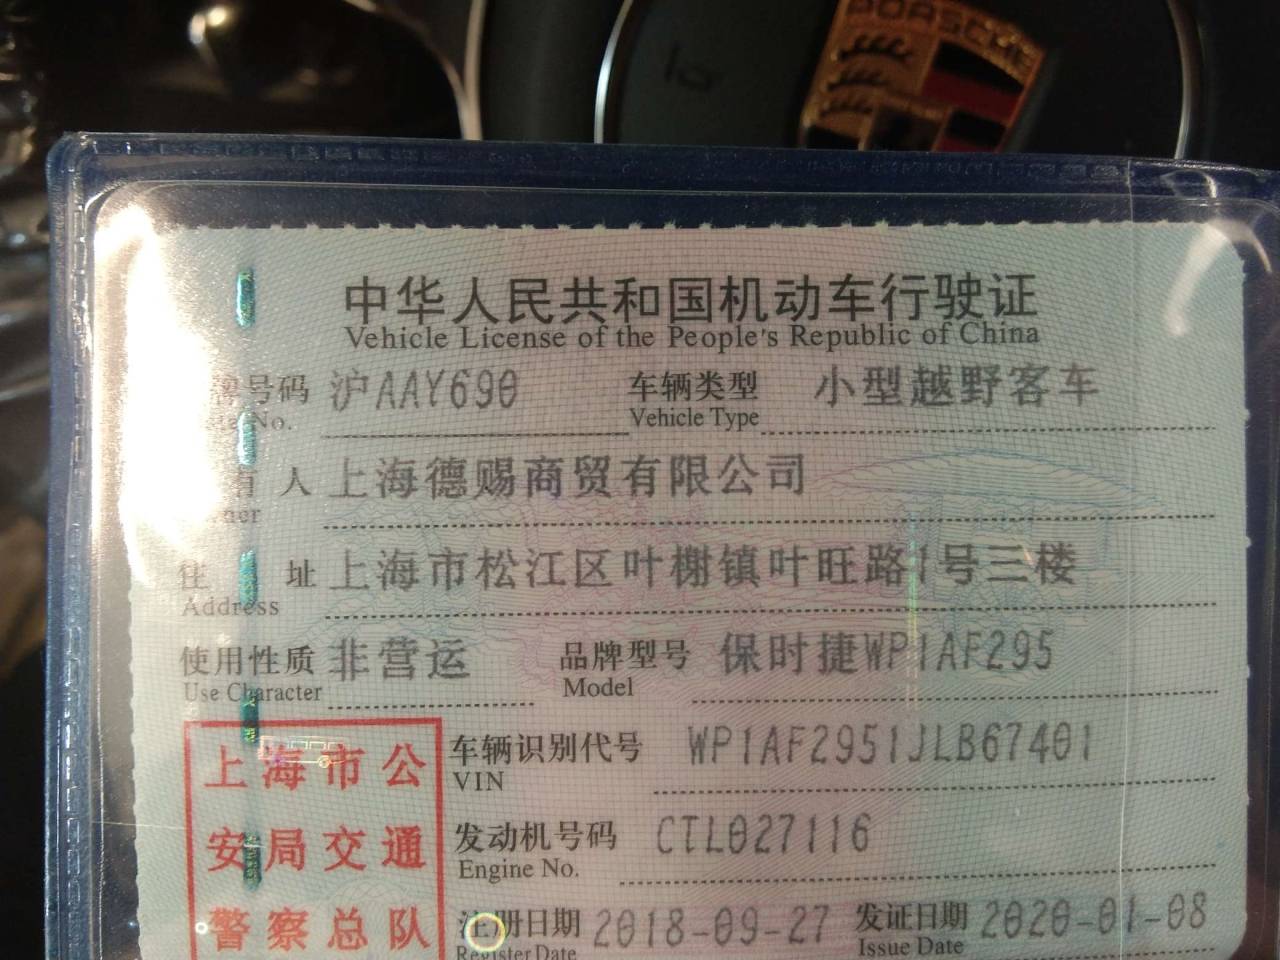 PORSCHE
中华人民共和国机动车行驶证
Vehicle License of the People's Republic of China
号码 沪AAY690 车辆类型 小型越野客车
No. Vehicle Type
人 上海德赐商贸有限公司
住 址 上海市松江区叶榭镇叶旺路1号三楼
Address
使用性质 非营运 品牌型号 保时捷WP1AF295
Use Character Model
上海市公 车辆识别代号 WP1AF2951JLB67401
VIN
安局交通 发动机号码 CTL027116
Engine No.
警察总队 注册日期 2018-09-27 发证日期 2020-01-08
Register Date Issue Date